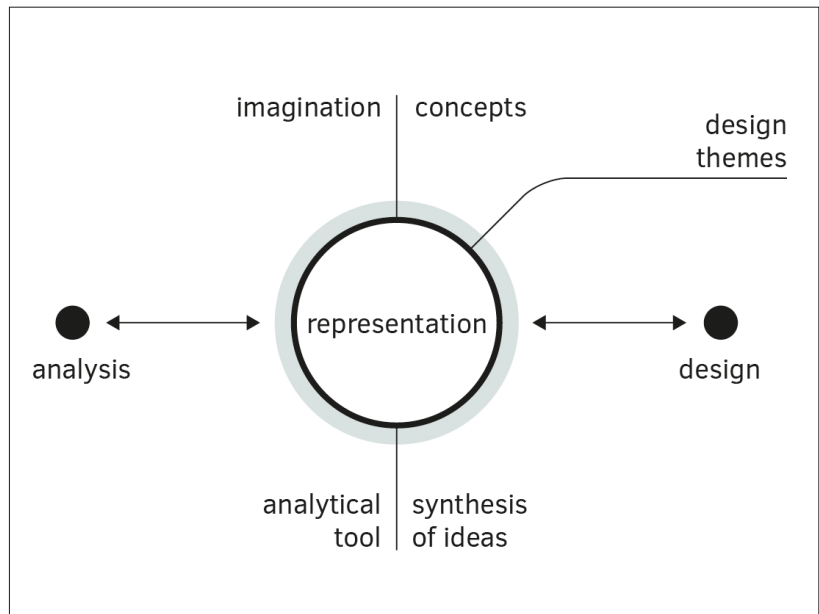 imagination
concepts
design
themes
representation
analysis
design
analytical
tool
synthesis
of ideas